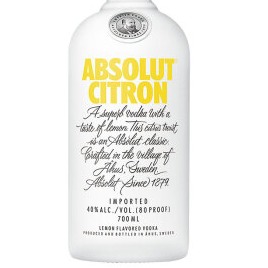 ABSOLUT
CITRON
A superb vodka with a
taste of lemon. This citrus twist
is an Absolut classic
Crafted in the village of
Åhus, Sweden
Absolut Since 1879.
IMPORTED
40% ALC./VOL. (80 PROOF)
700 ML
LEMON FLAVORED VODKA
PRODUCED AND BOTTLED IN ÅHUS, SWEDEN